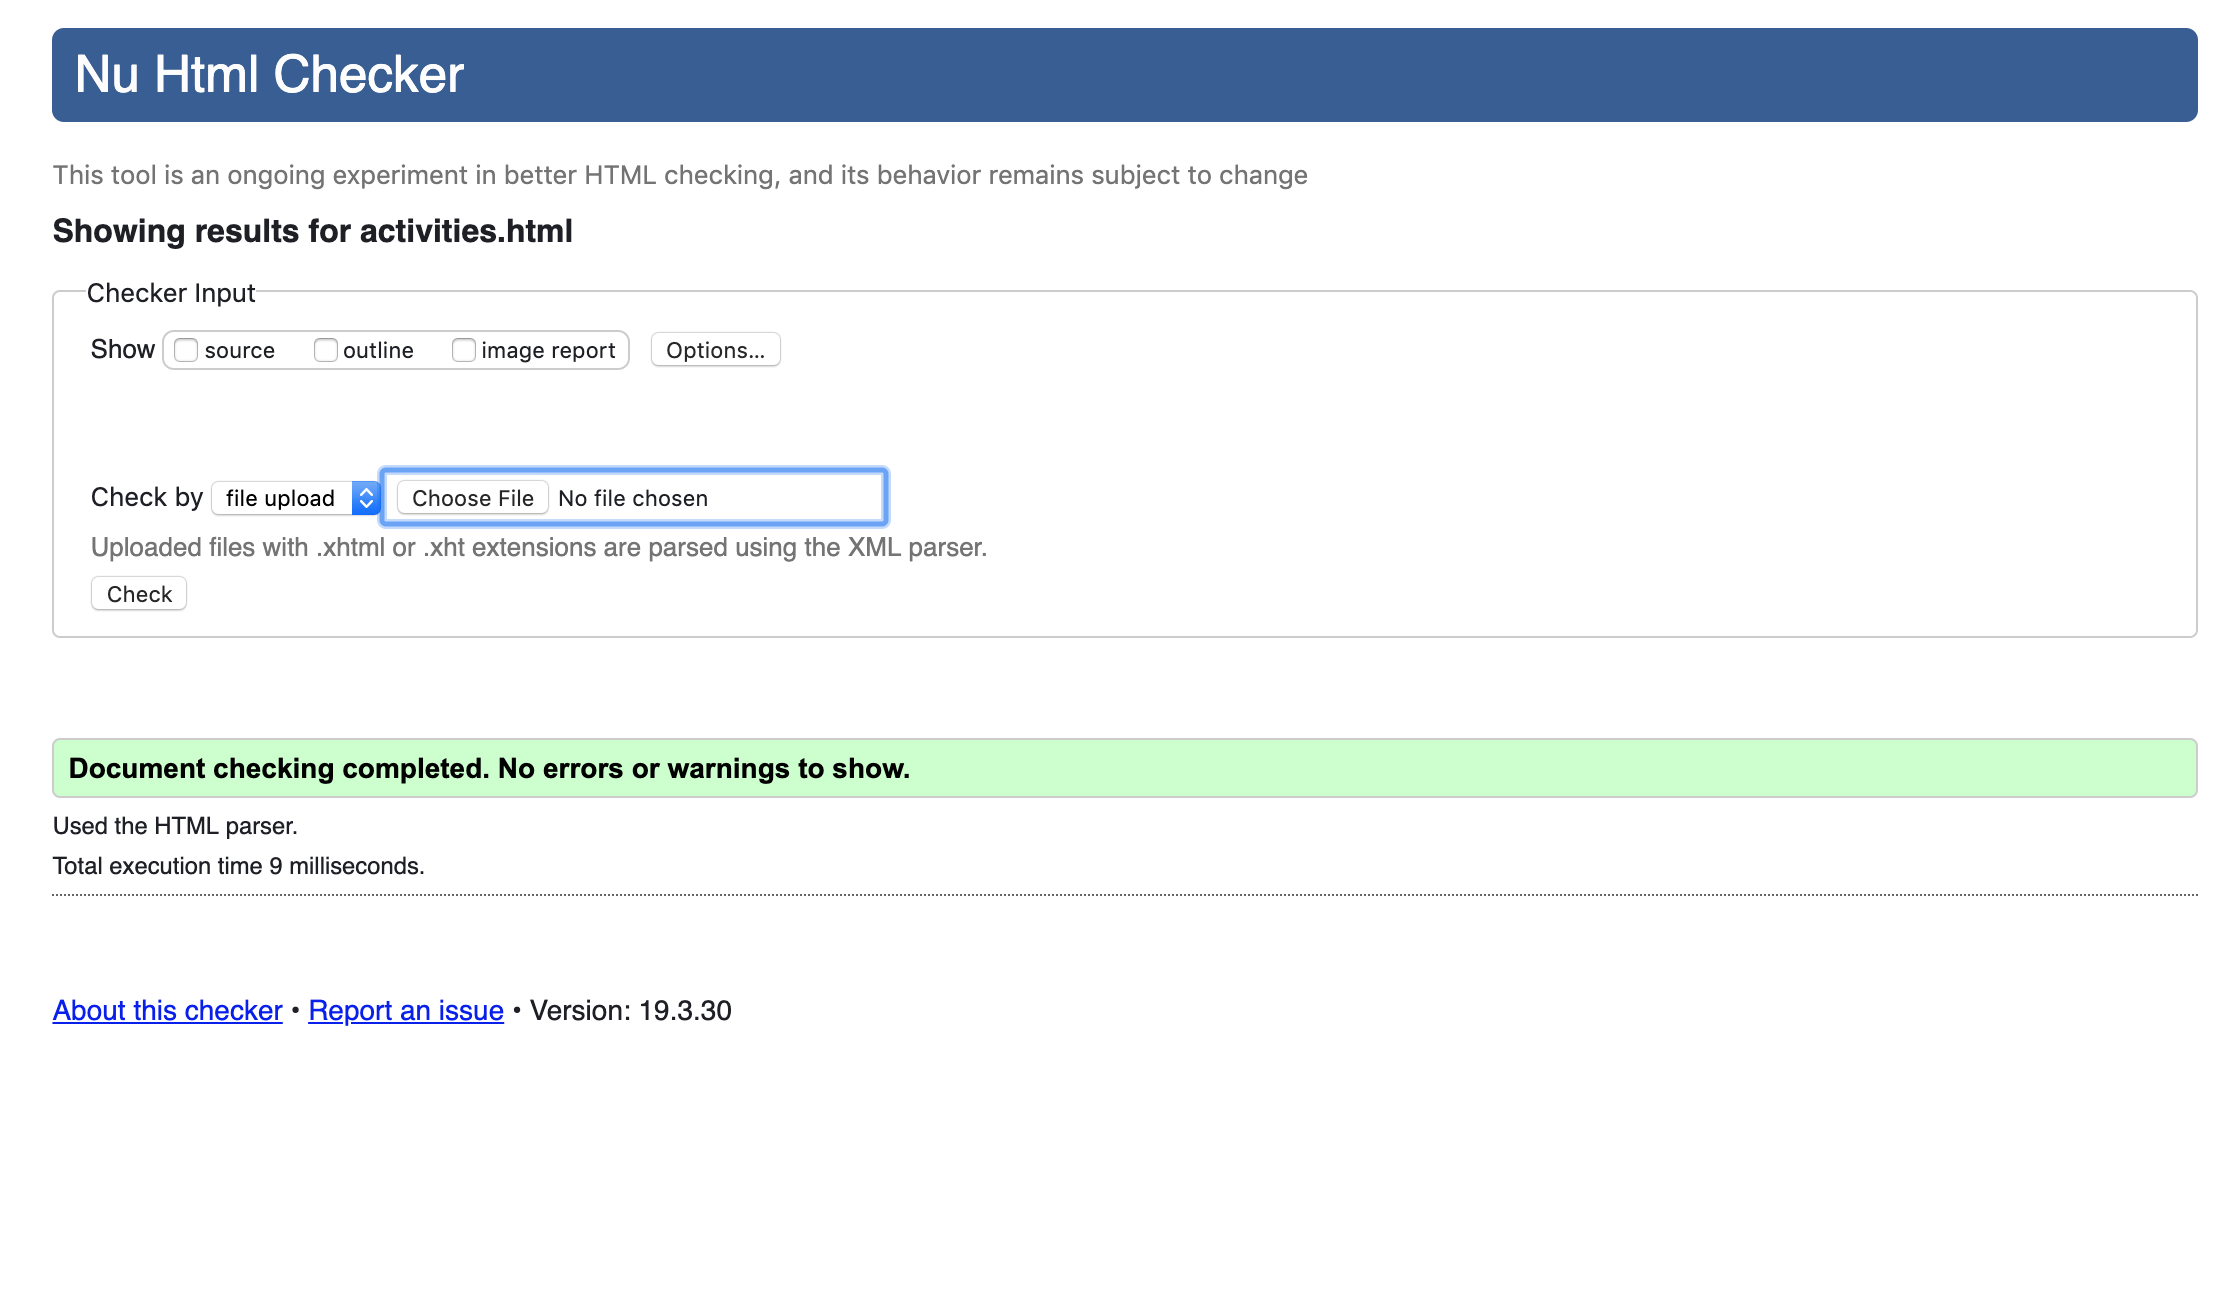 Nu Html Checker
This tool is an ongoing experiment in better HTML checking, and its behavior remains subject to change
Showing results for activities.html
Checker Input
Show source outline image report Options...
Check by file upload Choose File No file chosen
Uploaded files with .xhtml or .xht extensions are parsed using the XML parser.
Check
Document checking completed. No errors or warnings to show.
Used the HTML parser.
Total execution time 9 milliseconds.
About this checker • Report an issue • Version: 19.3.30